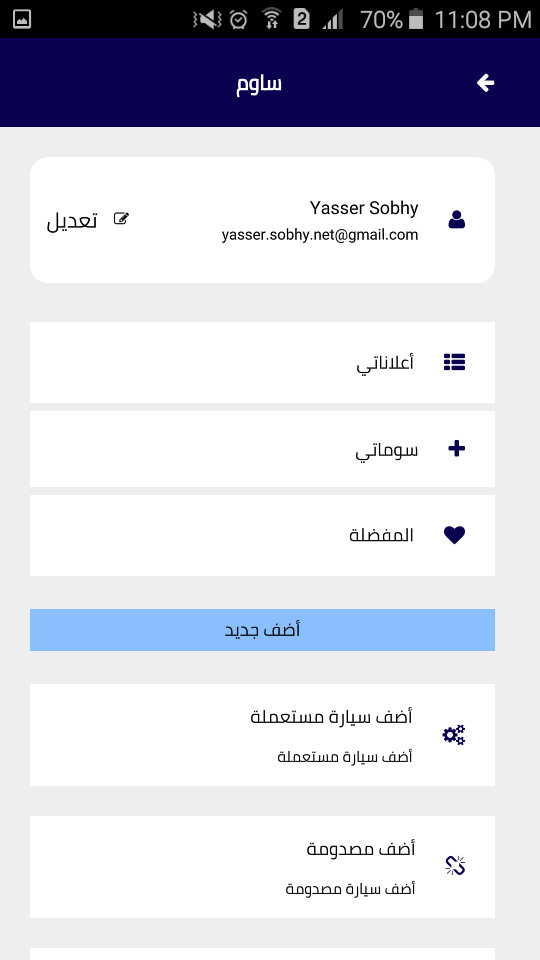 2 70% 11:08 PM
ساوم
Yasser Sobhy
yasser.sobhy.net@gmail.com
تعديل
أعلاناتي
سوماتي
المفضلة
أضف جديد
أضف سيارة مستعملة
أضف سيارة مستعملة
أضف مصدومة
أضف سيارة مصدومة